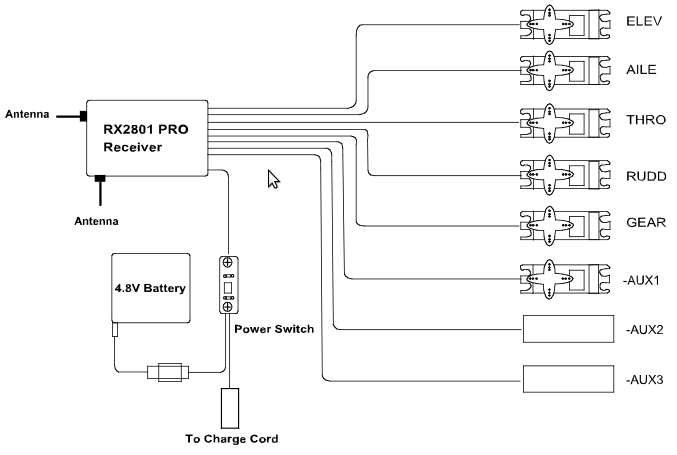 ELEV
AILE
Antenna
THRO
RX2801 PRO
Receiver
RUDD
Antenna
GEAR
4.8V Battery
-AUX1
Power Switch
-AUX2
-AUX3
To Charge Cord